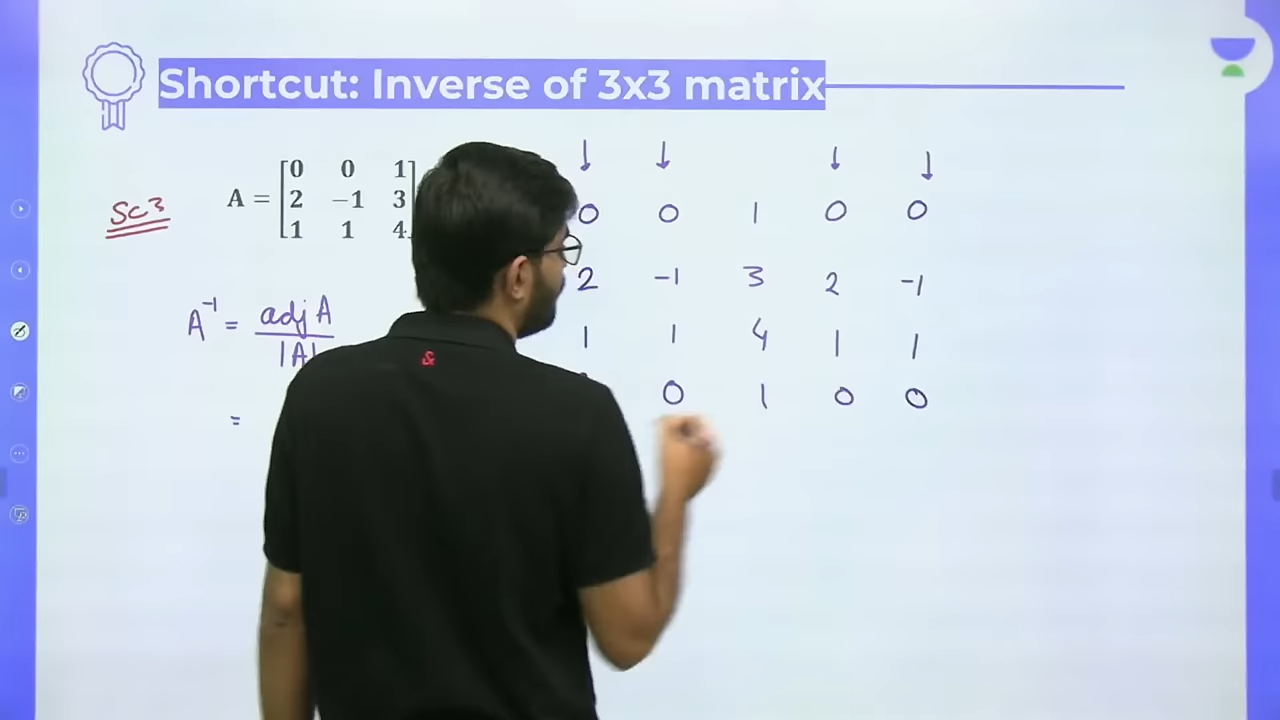 Shortcut: Inverse of 3x3 matrix
SC3
A = [0 0 1]
[2 −1 3]
[1 1 4]
A⁻¹ = adj A / |A|
=
↓ ↓ ↓ ↓
0 0 1 0 0
2 -1 3 2 -1
1 1 4 1 1
0 1 0 0